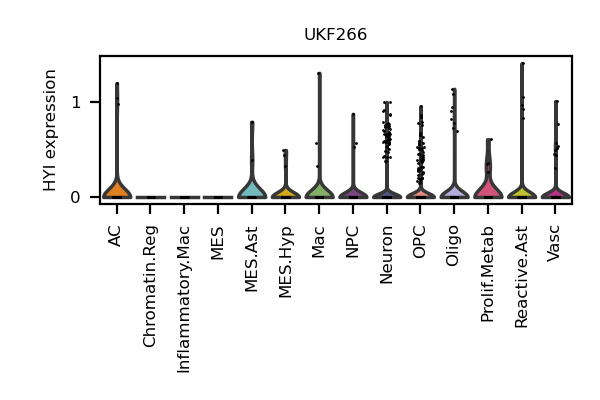 UKF266
HYI expression
1
0
AC
Chromatin.Reg
Inflammatory.Mac
MES
MES.Ast
MES.Hyp
Mac
NPC
Neuron
OPC
Oligo
Prolif.Metab
Reactive.Ast
Vasc